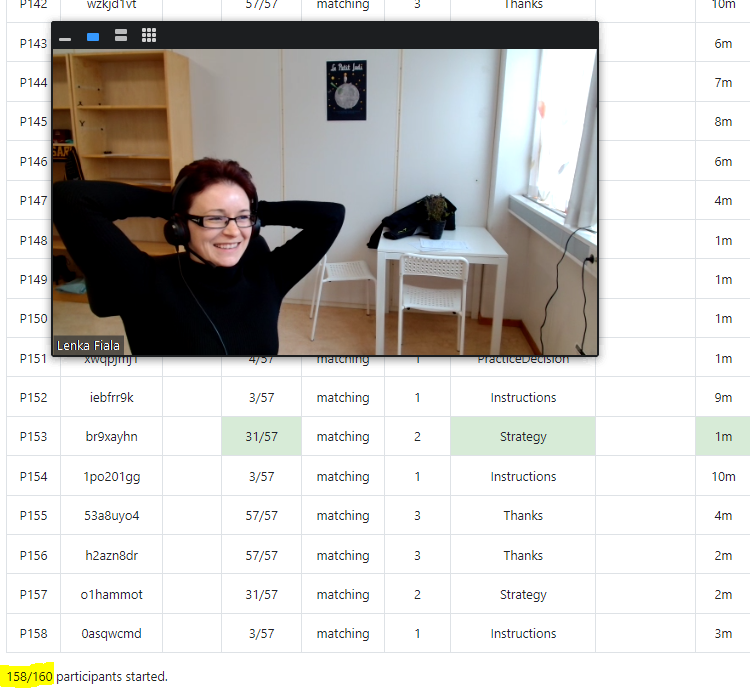 P142 wzkjd1vt 57/57 matching 3 Thanks 10m
P143 6m
P144 7m
P145 8m
P146 6m
P147 4m
P148 1m
P149 1m
P150 1m
Le Petit
Lenka Fiala
P151 xwqpjmj1 4/57 matching 1 PracticeDecision 1m
P152 iebfrr9k 3/57 matching 1 Instructions 9m
P153 br9xayhn 31/57 matching 2 Strategy 1m
P154 1po201gg 3/57 matching 1 Instructions 10m
P155 53a8uyo4 57/57 matching 3 Thanks 4m
P156 h2azn8dr 57/57 matching 3 Thanks 2m
P157 o1hammot 31/57 matching 2 Strategy 2m
P158 0asqwcmd 3/57 matching 1 Instructions 3m
158/160 participants started.